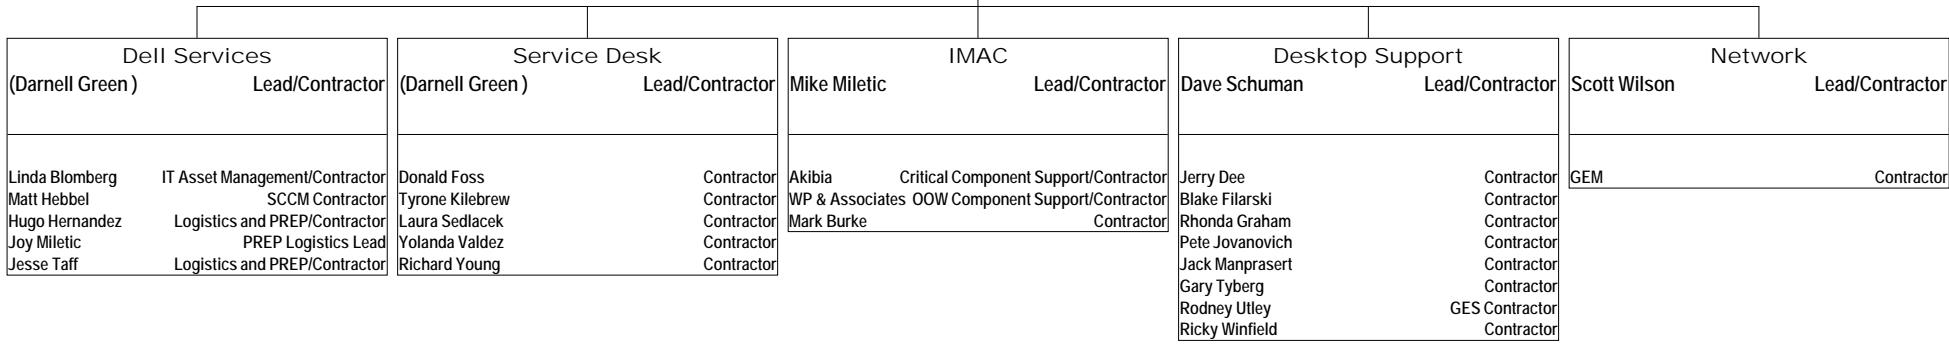 Dell Services
(Darnell Green ) Lead/Contractor
Linda Blomberg IT Asset Management/Contractor
Matt Hebbel SCCM Contractor
Hugo Hernandez Logistics and PREP/Contractor
Joy Miletic PREP Logistics Lead
Jesse Taff Logistics and PREP/Contractor
Service Desk
(Darnell Green ) Lead/Contractor
Donald Foss Contractor
Tyrone Kilebrew Contractor
Laura Sedlacek Contractor
Yolanda Valdez Contractor
Richard Young Contractor
IMAC
Mike Miletic Lead/Contractor
Akibia Critical Component Support/Contractor
WP & Associates OOW Component Support/Contractor
Mark Burke Contractor
Desktop Support
Dave Schuman Lead/Contractor
Jerry Dee Contractor
Blake Filarski Contractor
Rhonda Graham Contractor
Pete Jovanovich Contractor
Jack Manprasert Contractor
Gary Tyberg Contractor
Rodney Utley GES Contractor
Ricky Winfield Contractor
Network
Scott Wilson Lead/Contractor
GEM Contractor